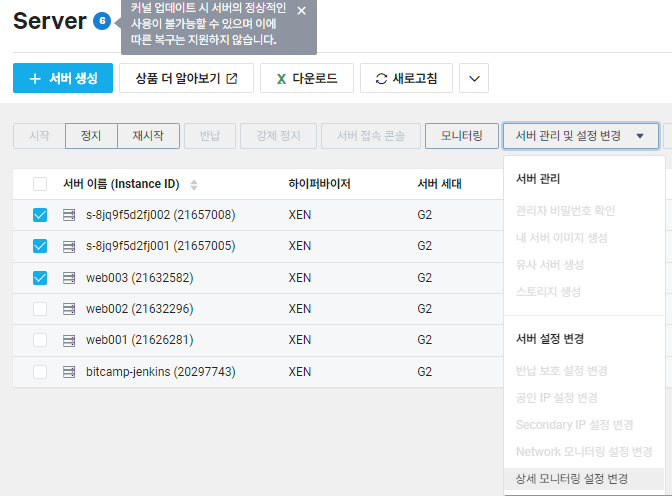 Server 6
커널 업데이트 시 서버의 정상적인
사용이 불가능할 수 있으며 이에
따른 복구는 지원하지 않습니다.
+ 서버 생성
상품 더 알아보기
X 다운로드
새로고침
시작 정지 재시작 반납 강제 정지 서버 접속 콘솔 모니터링 서버 관리 및 설정 변경
서버 이름 (Instance ID) 하이퍼바이저 서버 세대
s-8jq9f5d2fj002 (21657008) XEN G2
s-8jq9f5d2fj001 (21657005) XEN G2
web003 (21632582) XEN G2
web002 (21632296) XEN G2
web001 (21626281) XEN G2
bitcamp-jenkins (20297743) XEN G2
서버 관리
관리자 비밀번호 확인
내 서버 이미지 생성
유사 서버 생성
스토리지 생성
서버 설정 변경
반납 보호 설정 변경
공인 IP 설정 변경
Secondary IP 설정 변경
Network 모니터링 설정 변경
상세 모니터링 설정 변경